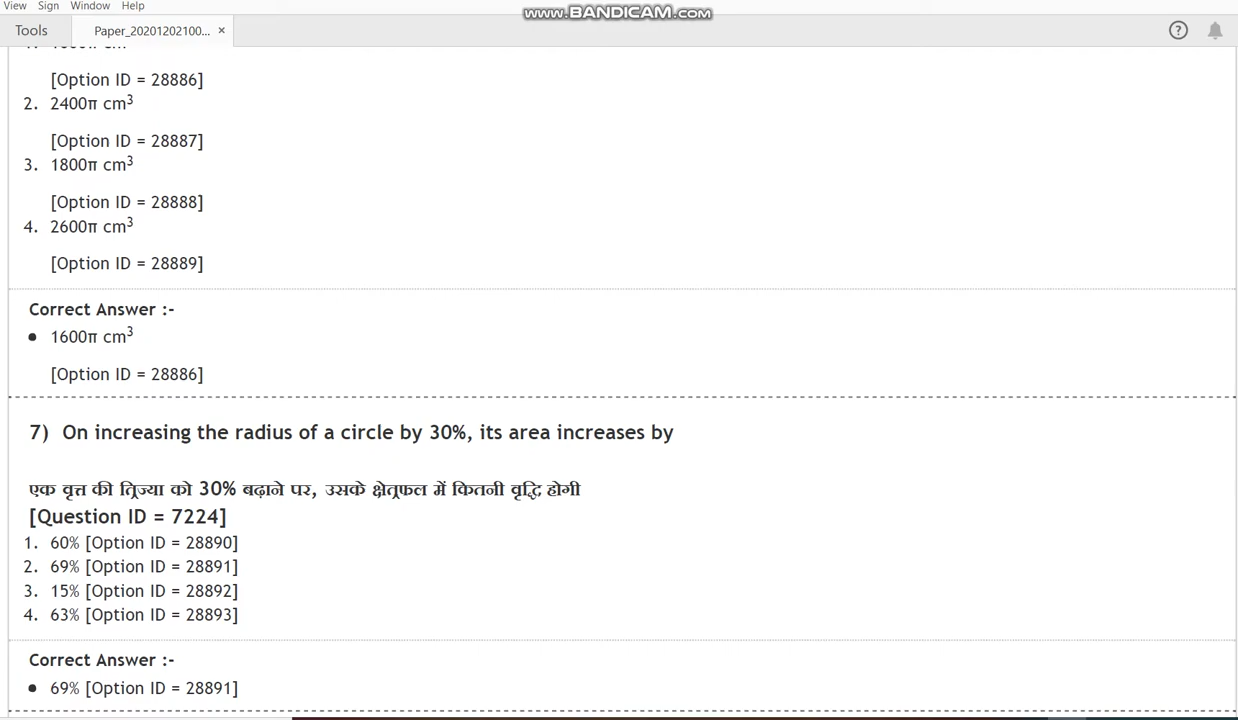 View Sign Window Help
www.BANDICAM.com
Tools Paper_20201202100... ×
[Option ID = 28886]
2. 2400π cm³
[Option ID = 28887]
3. 1800π cm³
[Option ID = 28888]
4. 2600π cm³
[Option ID = 28889]
Correct Answer :-
• 1600π cm³
[Option ID = 28886]
7) On increasing the radius of a circle by 30%, its area increases by
एक वृत्त की त्रिज्या को 30% बढ़ाने पर, उसके क्षेत्रफल में कितनी वृद्धि होगी
[Question ID = 7224]
1. 60% [Option ID = 28890]
2. 69% [Option ID = 28891]
3. 15% [Option ID = 28892]
4. 63% [Option ID = 28893]
Correct Answer :-
• 69% [Option ID = 28891]